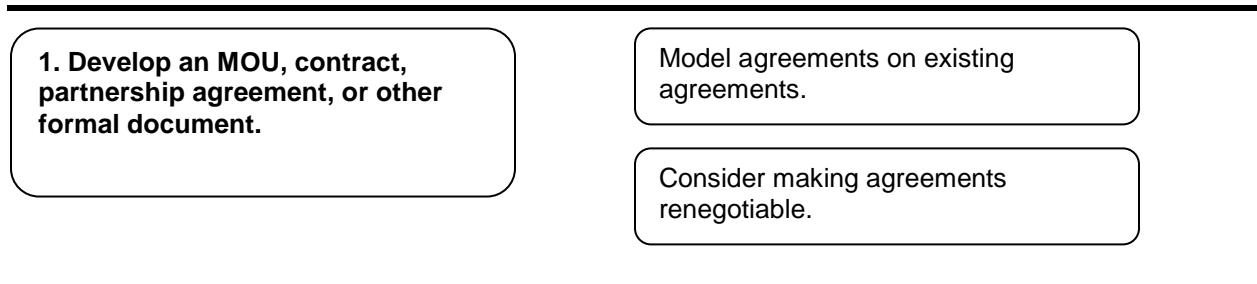 1. Develop an MOU, contract,
partnership agreement, or other
formal document.
Model agreements on existing
agreements.
Consider making agreements
renegotiable.